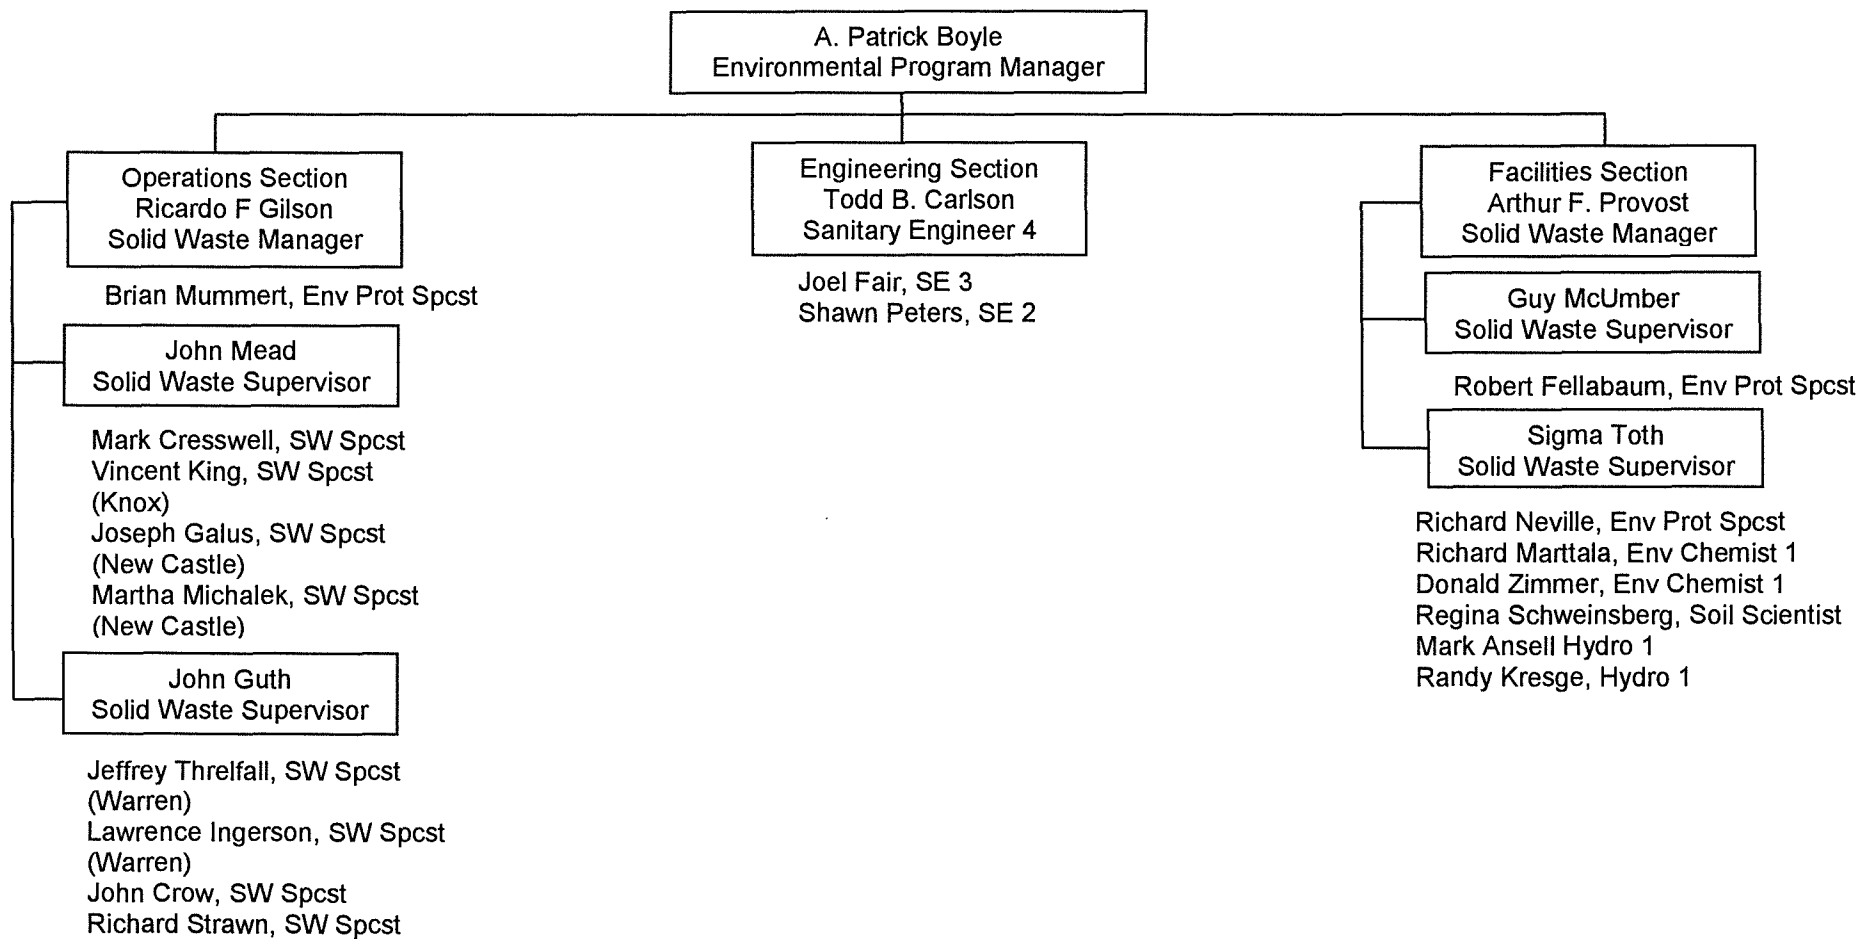 A. Patrick Boyle
Environmental Program Manager
Operations Section
Ricardo F Gilson
Solid Waste Manager
Brian Mummert, Env Prot Spcst
John Mead
Solid Waste Supervisor
Mark Cresswell, SW Spcst
Vincent King, SW Spcst
(Knox)
Joseph Galus, SW Spcst
(New Castle)
Martha Michalek, SW Spcst
(New Castle)
John Guth
Solid Waste Supervisor
Jeffrey Threlfall, SW Spcst
(Warren)
Lawrence Ingerson, SW Spcst
(Warren)
John Crow, SW Spcst
Richard Strawn, SW Spcst
Engineering Section
Todd B. Carlson
Sanitary Engineer 4
Joel Fair, SE 3
Shawn Peters, SE 2
Facilities Section
Arthur F. Provost
Solid Waste Manager
Guy McUmber
Solid Waste Supervisor
Robert Fellabaum, Env Prot Spcst
Sigma Toth
Solid Waste Supervisor
Richard Neville, Env Prot Spcst
Richard Marttala, Env Chemist 1
Donald Zimmer, Env Chemist 1
Regina Schweinsberg, Soil Scientist
Mark Ansell Hydro 1
Randy Kresge, Hydro 1